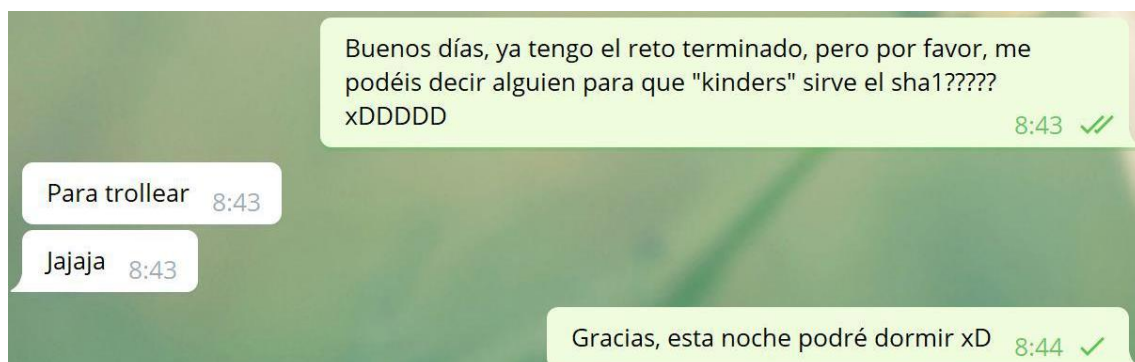 Buenos días, ya tengo el reto terminado, pero por favor, me
podéis decir alguien para que "kinders" sirve el sha1?????
xDDDDD
8:43
Para trollear 8:43
Jajaja 8:43
Gracias, esta noche podré dormir xD 8:44